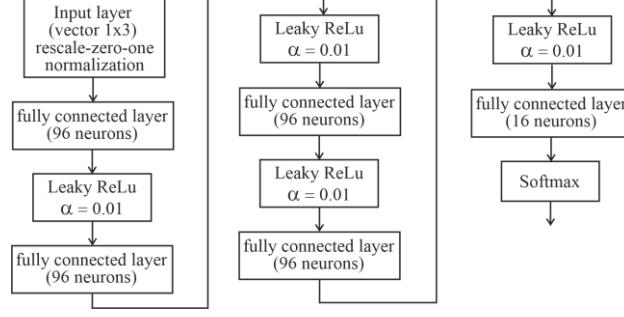 Input layer
(vector 1x3)
rescale-zero-one
normalization
fully connected layer
(96 neurons)
Leaky ReLu
α = 0.01
fully connected layer
(96 neurons)
Leaky ReLu
α = 0.01
fully connected layer
(96 neurons)
Leaky ReLu
α = 0.01
fully connected layer
(96 neurons)
Leaky ReLu
α = 0.01
fully connected layer
(16 neurons)
Softmax